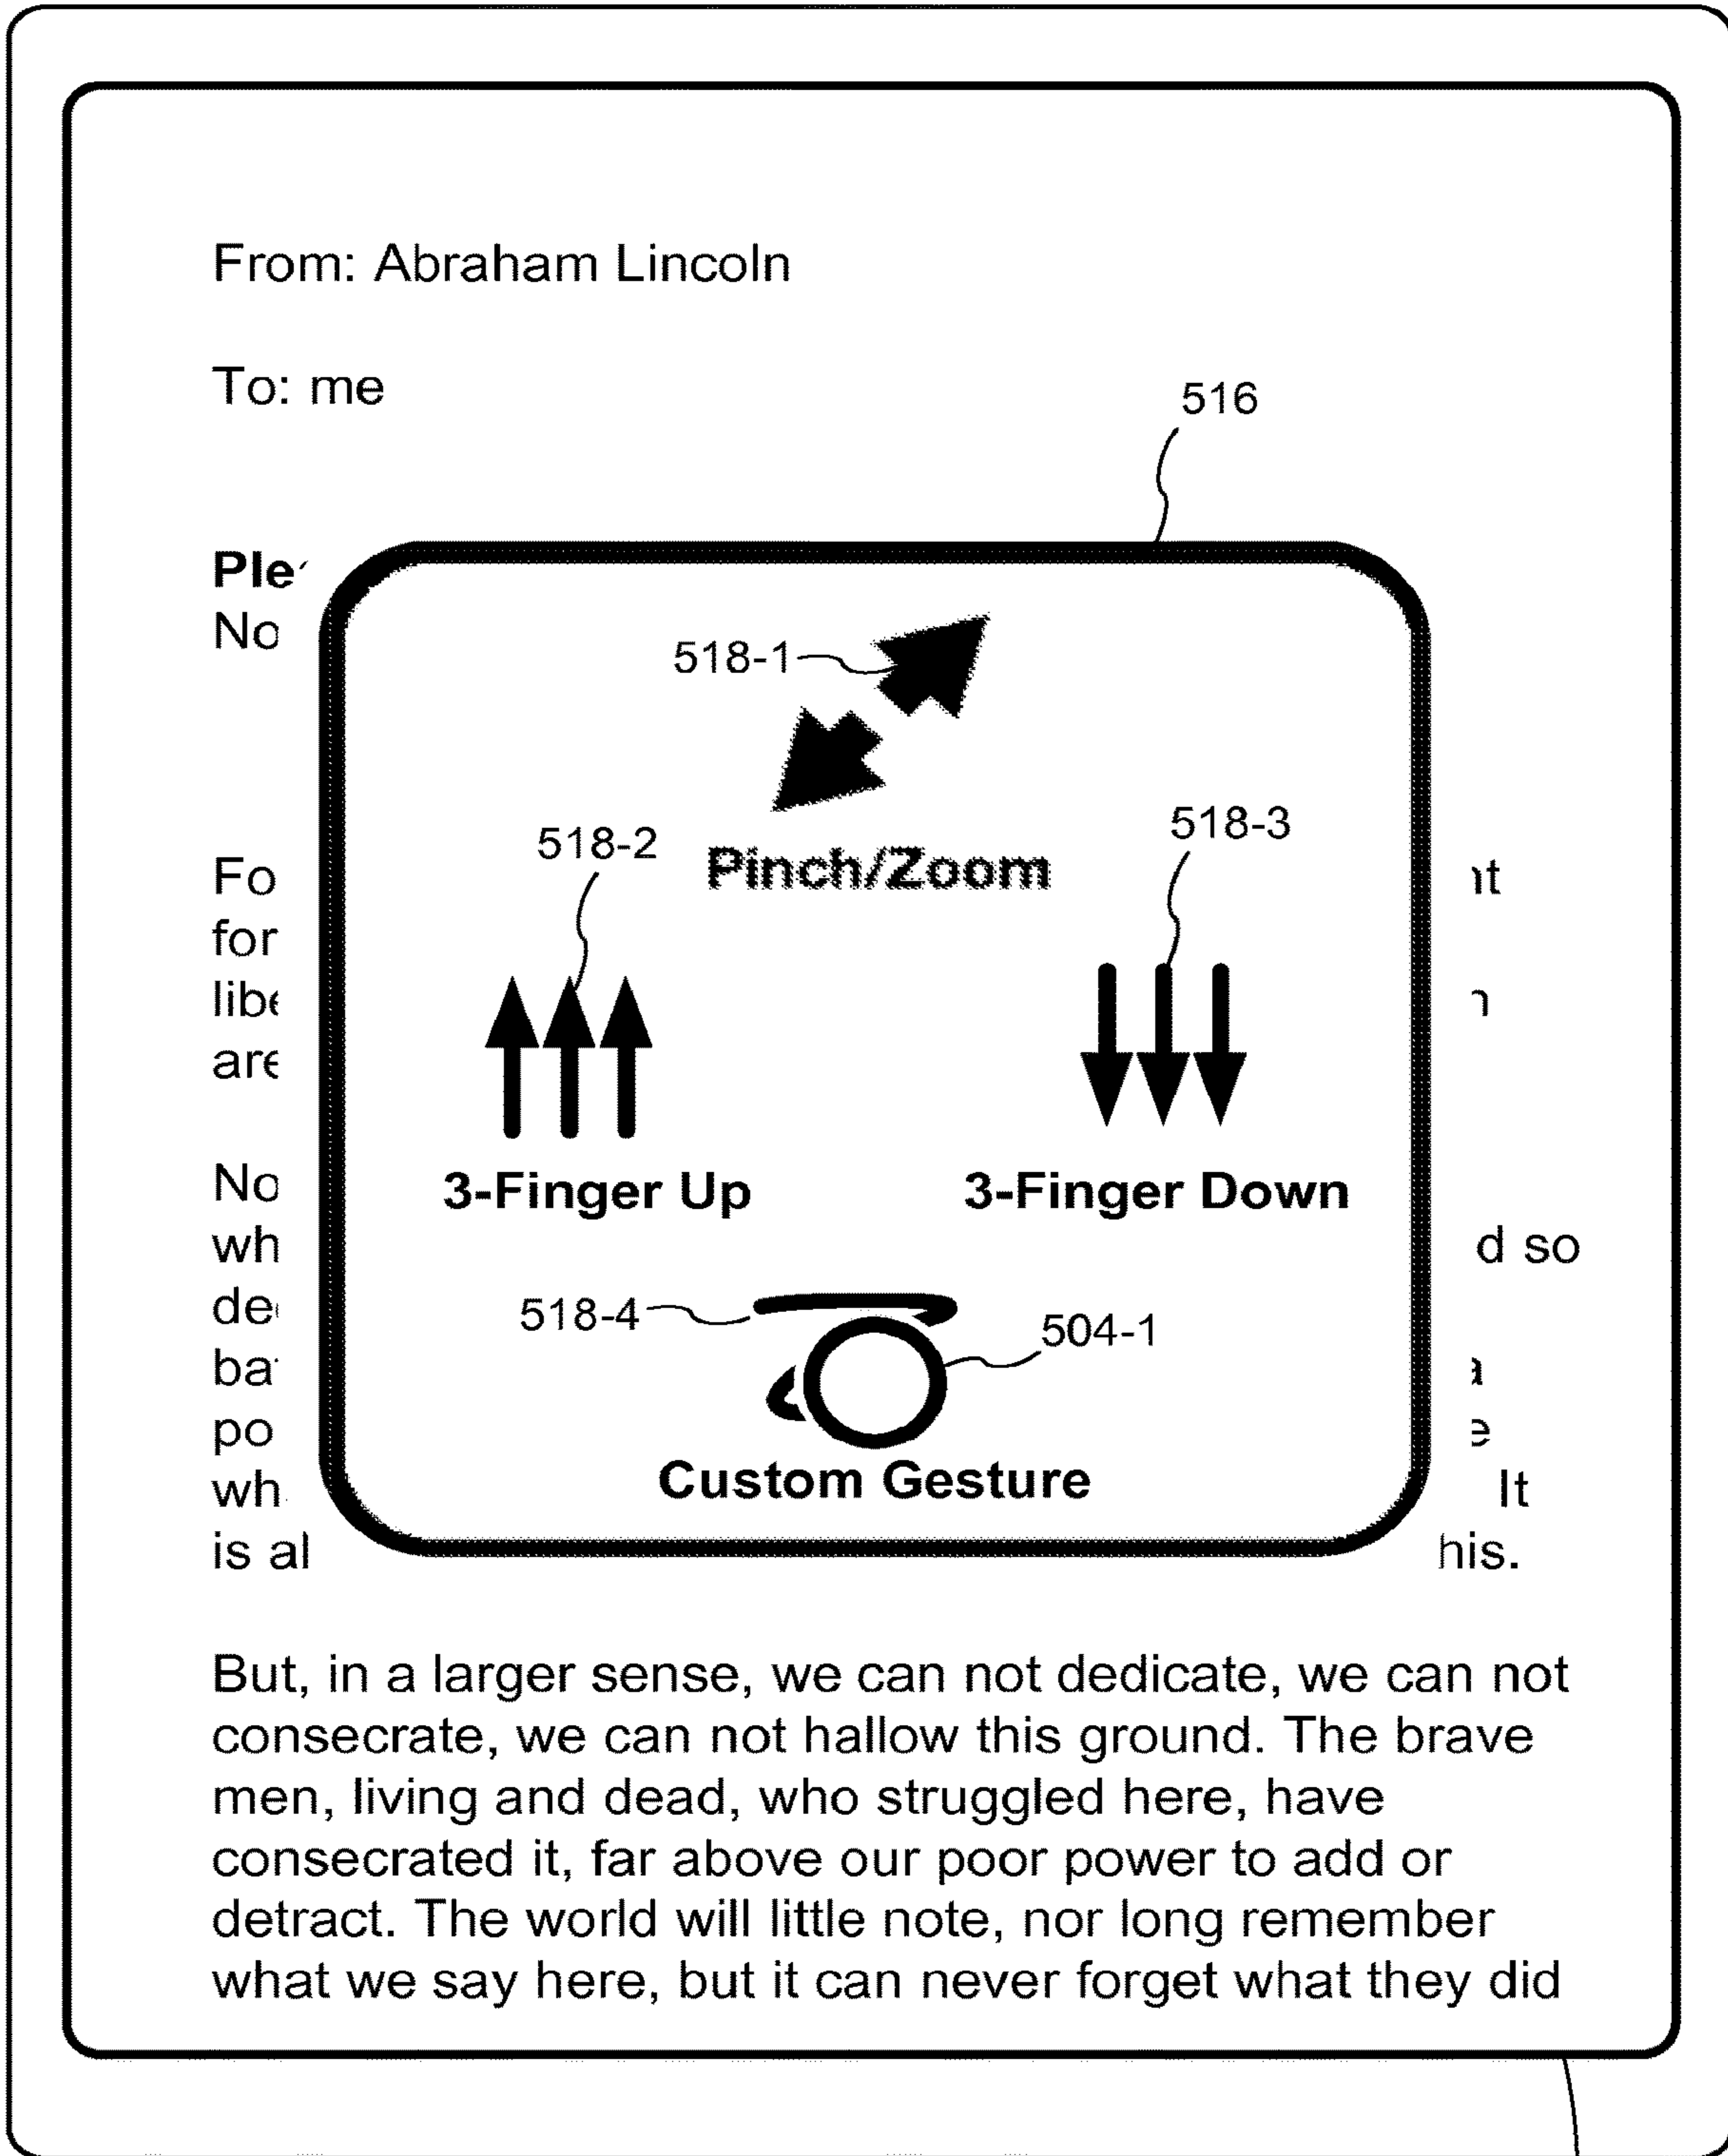 From: Abraham Lincoln
To: me
516
Ple
No
518-1
518-2
518-3
Pinch/Zoom
Fo
for
are
3-Finger Up
3-Finger Down
No
wh
d so
518-4
504-1
po
wh It
Custom Gesture
is al his.
But, in a larger sense, we can not dedicate, we can not
consecrate, we can not hallow this ground. The brave
men, living and dead, who struggled here, have
consecrated it, far above our poor power to add or
detract. The world will little note, nor long remember
what we say here, but it can never forget what they did